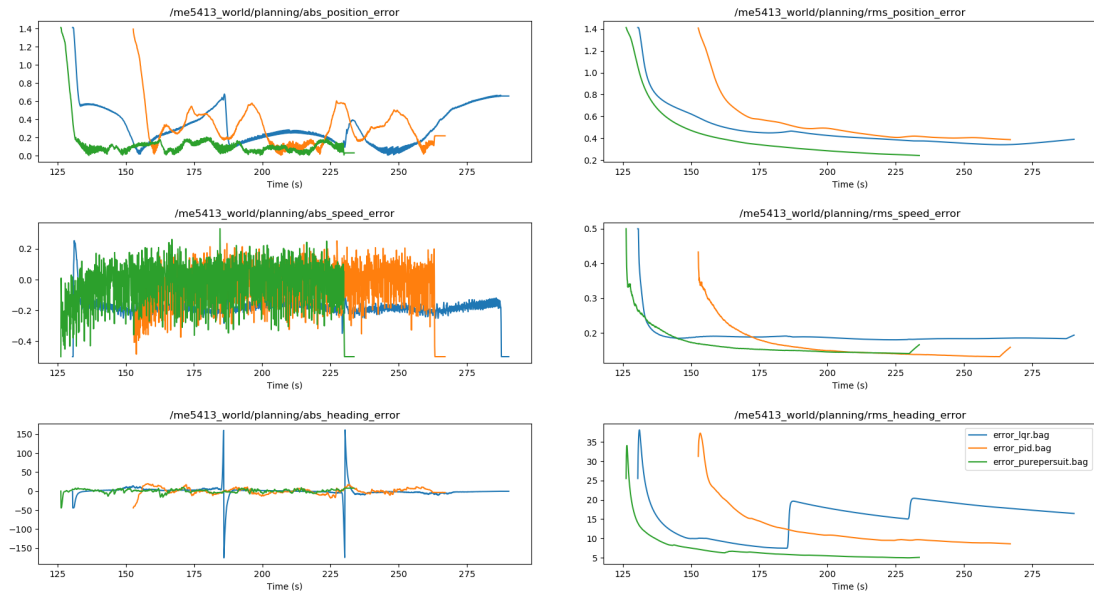 /me5413_world/planning/abs_position_error
1.4
1.2
1.0
0.8
0.6
0.4
0.2
0.0
125 150 175 200 225 250 275
Time (s)
/me5413_world/planning/rms_position_error
1.4
1.2
1.0
0.8
0.6
0.4
0.2
125 150 175 200 225 250 275
Time (s)
/me5413_world/planning/abs_speed_error
0.2
0.0
−0.2
−0.4
125 150 175 200 225 250 275
Time (s)
/me5413_world/planning/rms_speed_error
0.5
0.4
0.3
0.2
125 150 175 200 225 250 275
Time (s)
/me5413_world/planning/abs_heading_error
150
100
50
0
−50
−100
−150
125 150 175 200 225 250 275
Time (s)
/me5413_world/planning/rms_heading_error
35
30
25
20
15
10
5
error_lqr.bag
error_pid.bag
error_purepersuit.bag
125 150 175 200 225 250 275
Time (s)